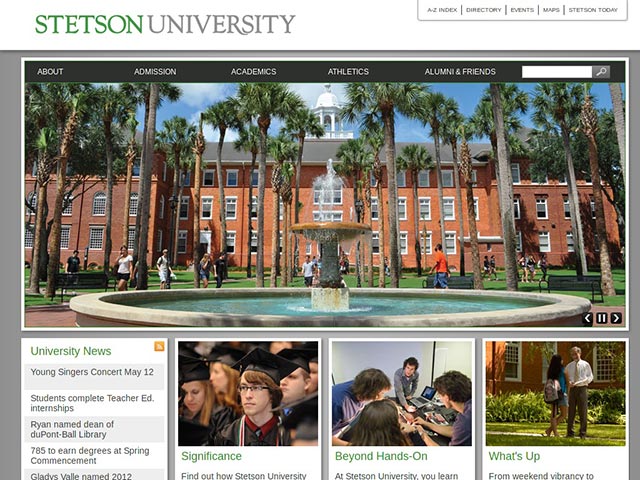 STETSON UNIVERSITY
A-Z INDEX
DIRECTORY
EVENTS
MAPS
STETSON TODAY
ABOUT
ADMISSION
ACADEMICS
ATHLETICS
ALUMNI & FRIENDS
University News
Young Singers Concert May 12
Students complete Teacher Ed.
internships
Ryan named dean of
duPont-Ball Library
785 to earn degrees at Spring
Commencement
Gladys Valle named 2012
Significance
Find out how Stetson University
Beyond Hands-On
At Stetson University, you learn
What's Up
From weekend vibrancy to